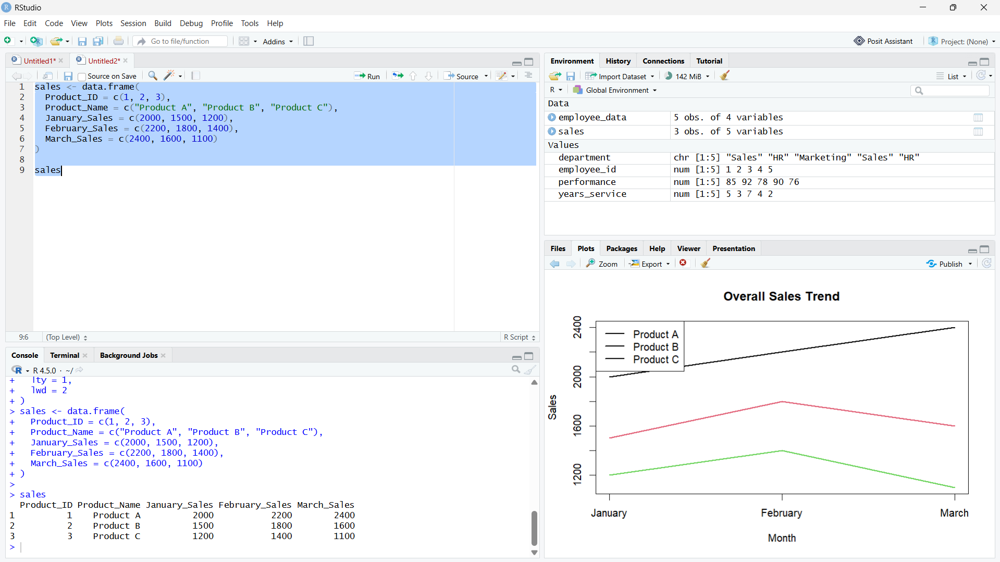 RStudio
File Edit Code View Plots Session Build Debug Profile Tools Help
Go to file/function Addins Posit Assistant Project: (None)
Untitled1* Untitled2*
Source on Save Run Source
1 sales <- data.frame(
2 Product_ID = c(1, 2, 3),
3 Product_Name = c("Product A", "Product B", "Product C"),
4 January_Sales = c(2000, 1500, 1200),
5 February_Sales = c(2200, 1800, 1400),
6 March_Sales = c(2400, 1600, 1100)
7 )
8
9 sales
9:6 (Top Level) R Script
Console Terminal Background Jobs
R 4.5.0 · ~/
+ lty = 1,
+ lwd = 2
+ )
> sales <- data.frame(
+ Product_ID = c(1, 2, 3),
+ Product_Name = c("Product A", "Product B", "Product C"),
+ January_Sales = c(2000, 1500, 1200),
+ February_Sales = c(2200, 1800, 1400),
+ March_Sales = c(2400, 1600, 1100)
+ )
>
> sales
Product_ID Product_Name January_Sales February_Sales March_Sales
1 1 Product A 2000 2200 2400
2 2 Product B 1500 1800 1600
3 3 Product C 1200 1400 1100
>
Environment History Connections Tutorial
Import Dataset 142 MiB List
R Global Environment
Data
employee_data 5 obs. of 4 variables
sales 3 obs. of 5 variables
Values
department chr [1:5] "Sales" "HR" "Marketing" "Sales" "HR"
employee_id num [1:5] 1 2 3 4 5
performance num [1:5] 85 92 78 90 76
years_service num [1:5] 5 3 7 4 2
Files Plots Packages Help Viewer Presentation
Zoom Export Publish
Overall Sales Trend
Product A
Product B
Product C
2400
2000
1600
1200
Sales
January February March
Month